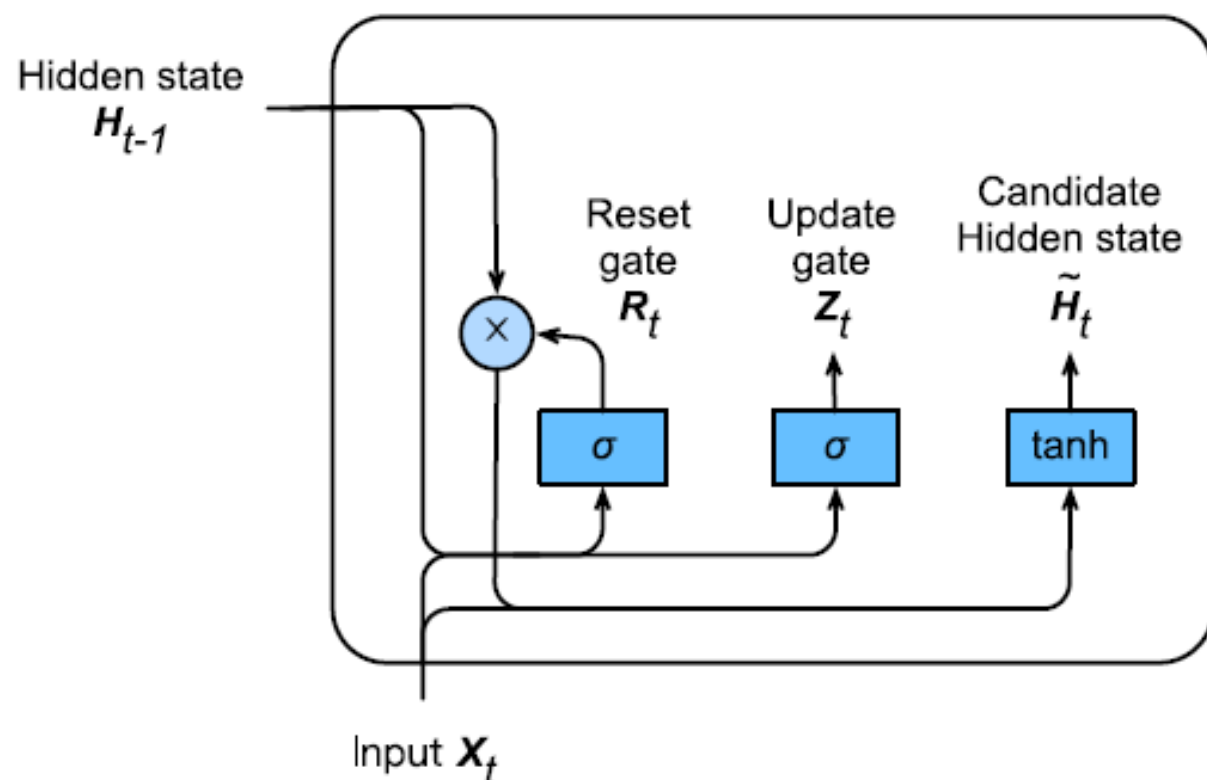 Hidden state
H_{t-1}
Reset
gate
R_t
Update
gate
Z_t
Candidate
Hidden state
H̃_t
×
σ
σ
tanh
Input X_t